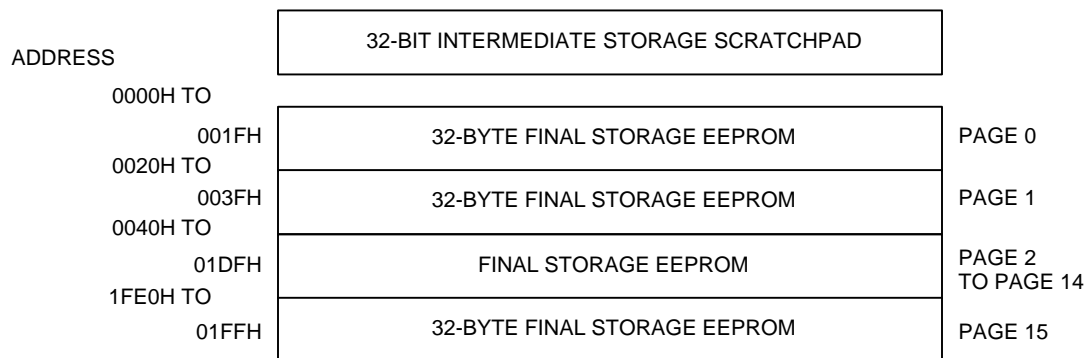 32-BIT INTERMEDIATE STORAGE SCRATCHPAD
ADDRESS
0000H TO
001FH 32-BYTE FINAL STORAGE EEPROM PAGE 0
0020H TO
003FH 32-BYTE FINAL STORAGE EEPROM PAGE 1
0040H TO
01DFH FINAL STORAGE EEPROM PAGE 2
TO PAGE 14
1FE0H TO
01FFH 32-BYTE FINAL STORAGE EEPROM PAGE 15